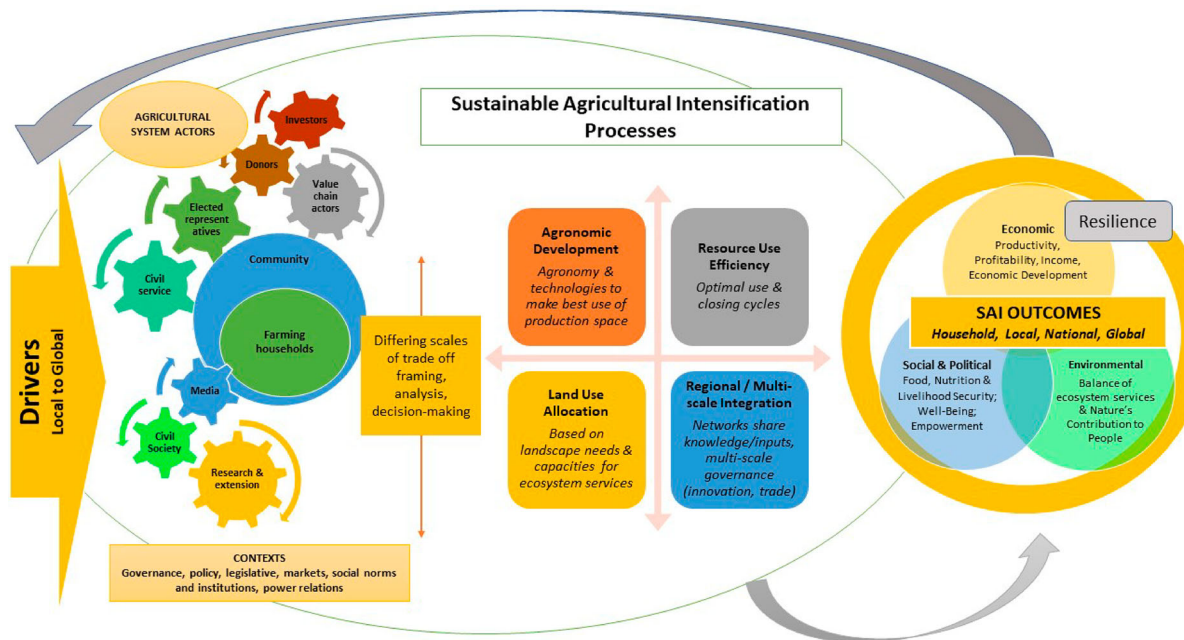 Sustainable Agricultural Intensification
Processes
AGRICULTURAL
SYSTEM ACTORS
Investors
Donors
Value
chain
actors
Elected
represent
atives
Civil
service
Community
Farming
households
Media
Civil
Society
Research &
extension
Drivers
Local to Global
CONTEXTS
Governance, policy, legislative, markets, social norms
and institutions, power relations
Differing scales
of trade off
framing,
analysis,
decision-making
Agronomic
Development
Agronomy &
technologies to
make best use of
production space
Resource Use
Efficiency
Optimal use &
closing cycles
Land Use
Allocation
Based on
landscape needs &
capacities for
ecosystem services
Regional / Multi-
scale Integration
Networks share
knowledge/inputs,
multi-scale
governance
(innovation, trade)
Resilience
Economic
Productivity,
Profitability, Income,
Economic Development
SAI OUTCOMES
Household, Local, National, Global
Social & Political
Food, Nutrition &
Livelihood Security;
Well-Being;
Empowerment
Environmental
Balance of
ecosystem services
& Nature's
Contribution to
People